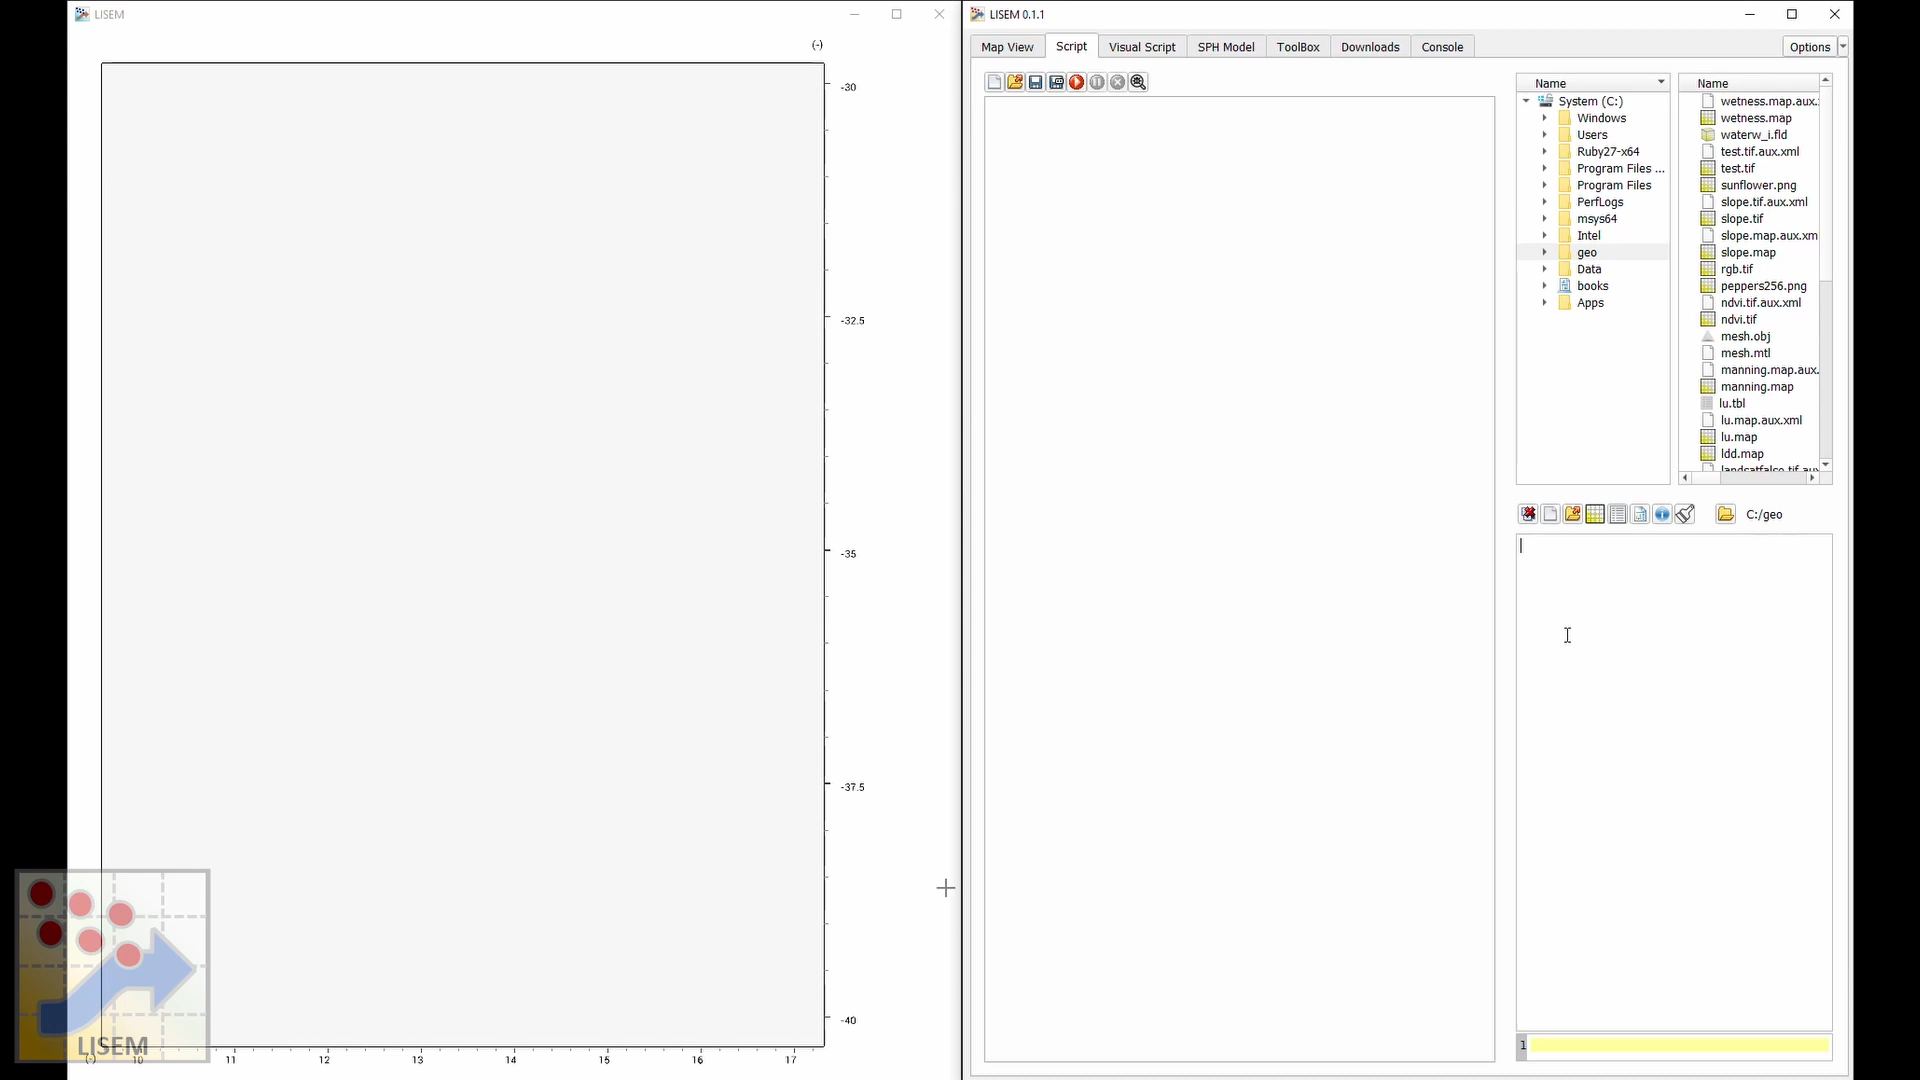 LISEM
(-)
-30
-32.5
-35
-37.5
-40
10 11 12 13 14 15 16 17
(-)
LISEM
LISEM 0.1.1
Map View Script Visual Script SPH Model ToolBox Downloads Console Options
Name
System (C:)
Windows
Users
Ruby27-x64
Program Files ...
Program Files
PerfLogs
msys64
Intel
geo
Data
books
Apps
Name
wetness.map.aux.
wetness.map
waterw_i.fld
test.tif.aux.xml
test.tif
sunflower.png
slope.tif.aux.xml
slope.tif
slope.map.aux.xm
slope.map
rgb.tif
peppers256.png
ndvi.tif.aux.xml
ndvi.tif
mesh.obj
mesh.mtl
manning.map.aux.
manning.map
lu.tbl
lu.map.aux.xml
lu.map
ldd.map
C:/geo
1